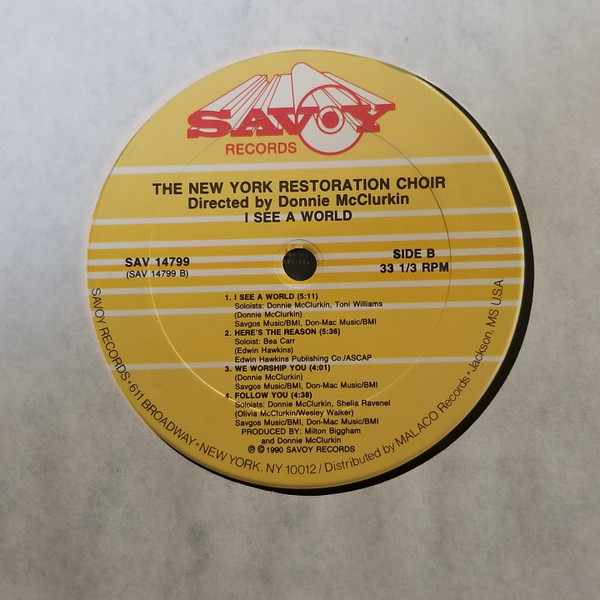 SAVOY
RECORDS
THE NEW YORK RESTORATION CHOIR
Directed by Donnie McClurkin
I SEE A WORLD
SAV 14799
(SAV 14799 B)
SIDE B
33 1/3 RPM
1. I SEE A WORLD (5:11)
Soloists: Donnie McClurkin, Toni Williams
(Donnie McClurkin)
Savgos Music/BMI, Don-Mac Music/BMI
2. HERE'S THE REASON (5:36)
Soloist: Bea Carr
(Edwin Hawkins)
Edwin Hawkins Publishing Co./ASCAP
3. WE WORSHIP YOU (4:01)
(Donnie McClurkin)
Savgos Music/BMI, Don-Mac Music/BMI
4. FOLLOW YOU (4:38)
Soloists: Donnie McClurkin, Shelia Ravenel
(Olivia McClurkin/Wesley Walker)
Savgos Music/BMI, Don-Mac Music/BMI
PRODUCED BY: Milton Biggham
and Donnie McClurkin
℗ © 1990 SAVOY RECORDS
SAVOY RECORDS • 611 BROADWAY • NEW YORK, NY 10012 / Distributed by MALACO Records • Jackson, MS U.S.A.